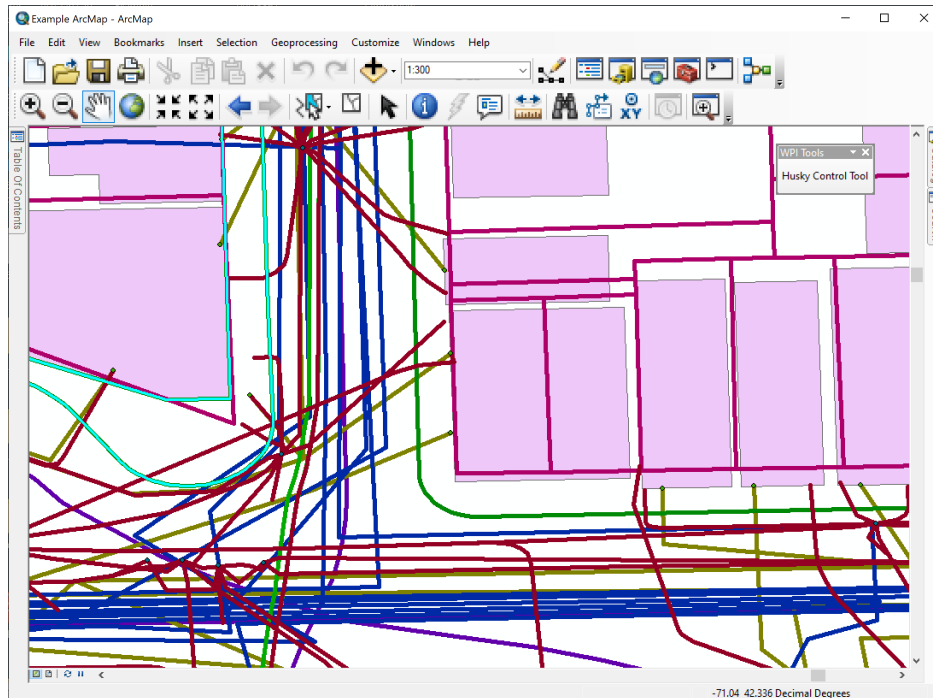 Example ArcMap - ArcMap
File Edit View Bookmarks Insert Selection Geoprocessing Customize Windows Help
1:300
XY
Table Of Contents
WPI Tools
Husky Control Tool
-71.04 42.336 Decimal Degrees